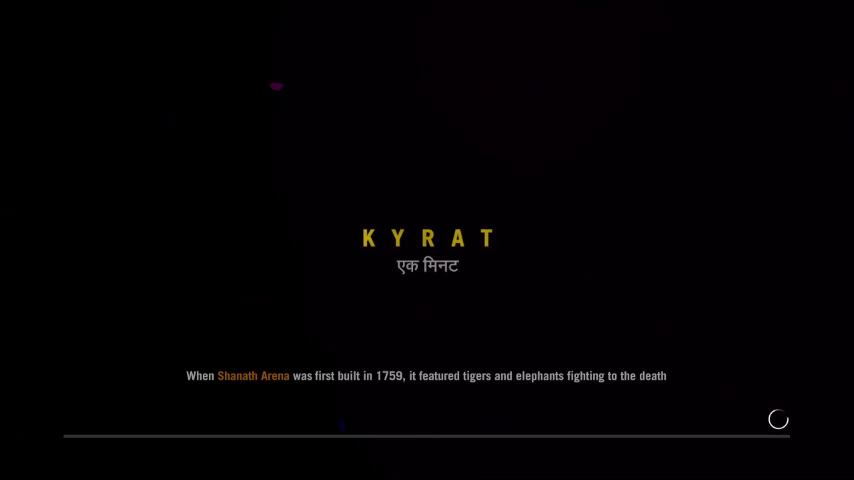 KYRAT
एक मिनट
When Shanath Arena was first built in 1759, it featured tigers and elephants fighting to the death